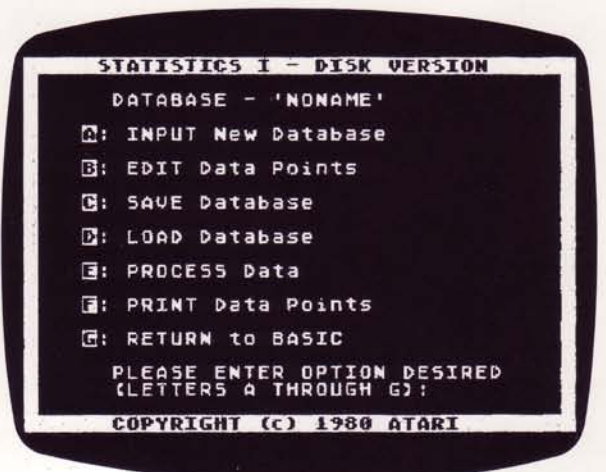 STATISTICS I - DISK VERSION
DATABASE - 'NONAME'
A: INPUT New Database
B: EDIT Data Points
C: SAVE Database
D: LOAD Database
E: PROCESS Data
F: PRINT Data Points
G: RETURN to BASIC
PLEASE ENTER OPTION DESIRED
(LETTERS A THROUGH G):
COPYRIGHT (c) 1980 ATARI